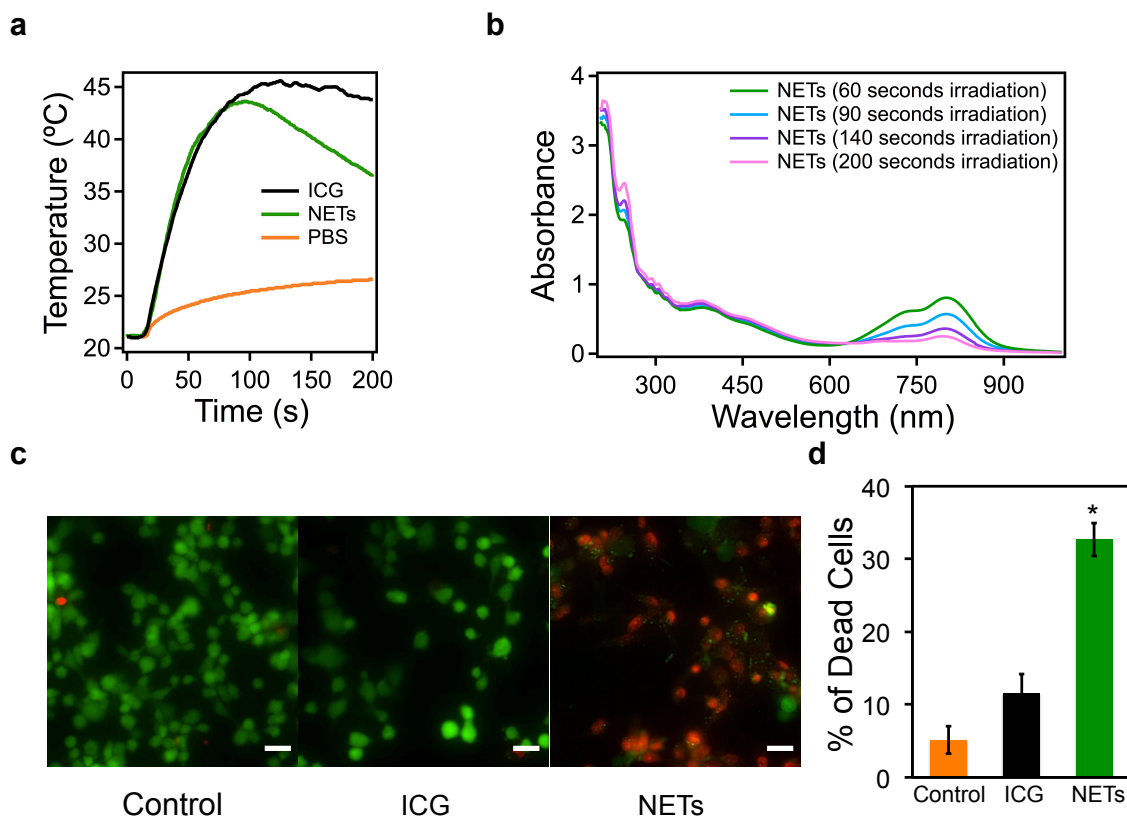 a
45
40
35
30
25
20
Temperature (ºC)
ICG
NETs
PBS
0 50 100 150 200
Time (s)
b
4
3
2
1
0
Absorbance
NETs (60 seconds irradiation)
NETs (90 seconds irradiation)
NETs (140 seconds irradiation)
NETs (200 seconds irradiation)
300 450 600 750 900
Wavelength (nm)
c
Control ICG NETs
d
40
30
20
10
0
% of Dead Cells
*
Control ICG NETs